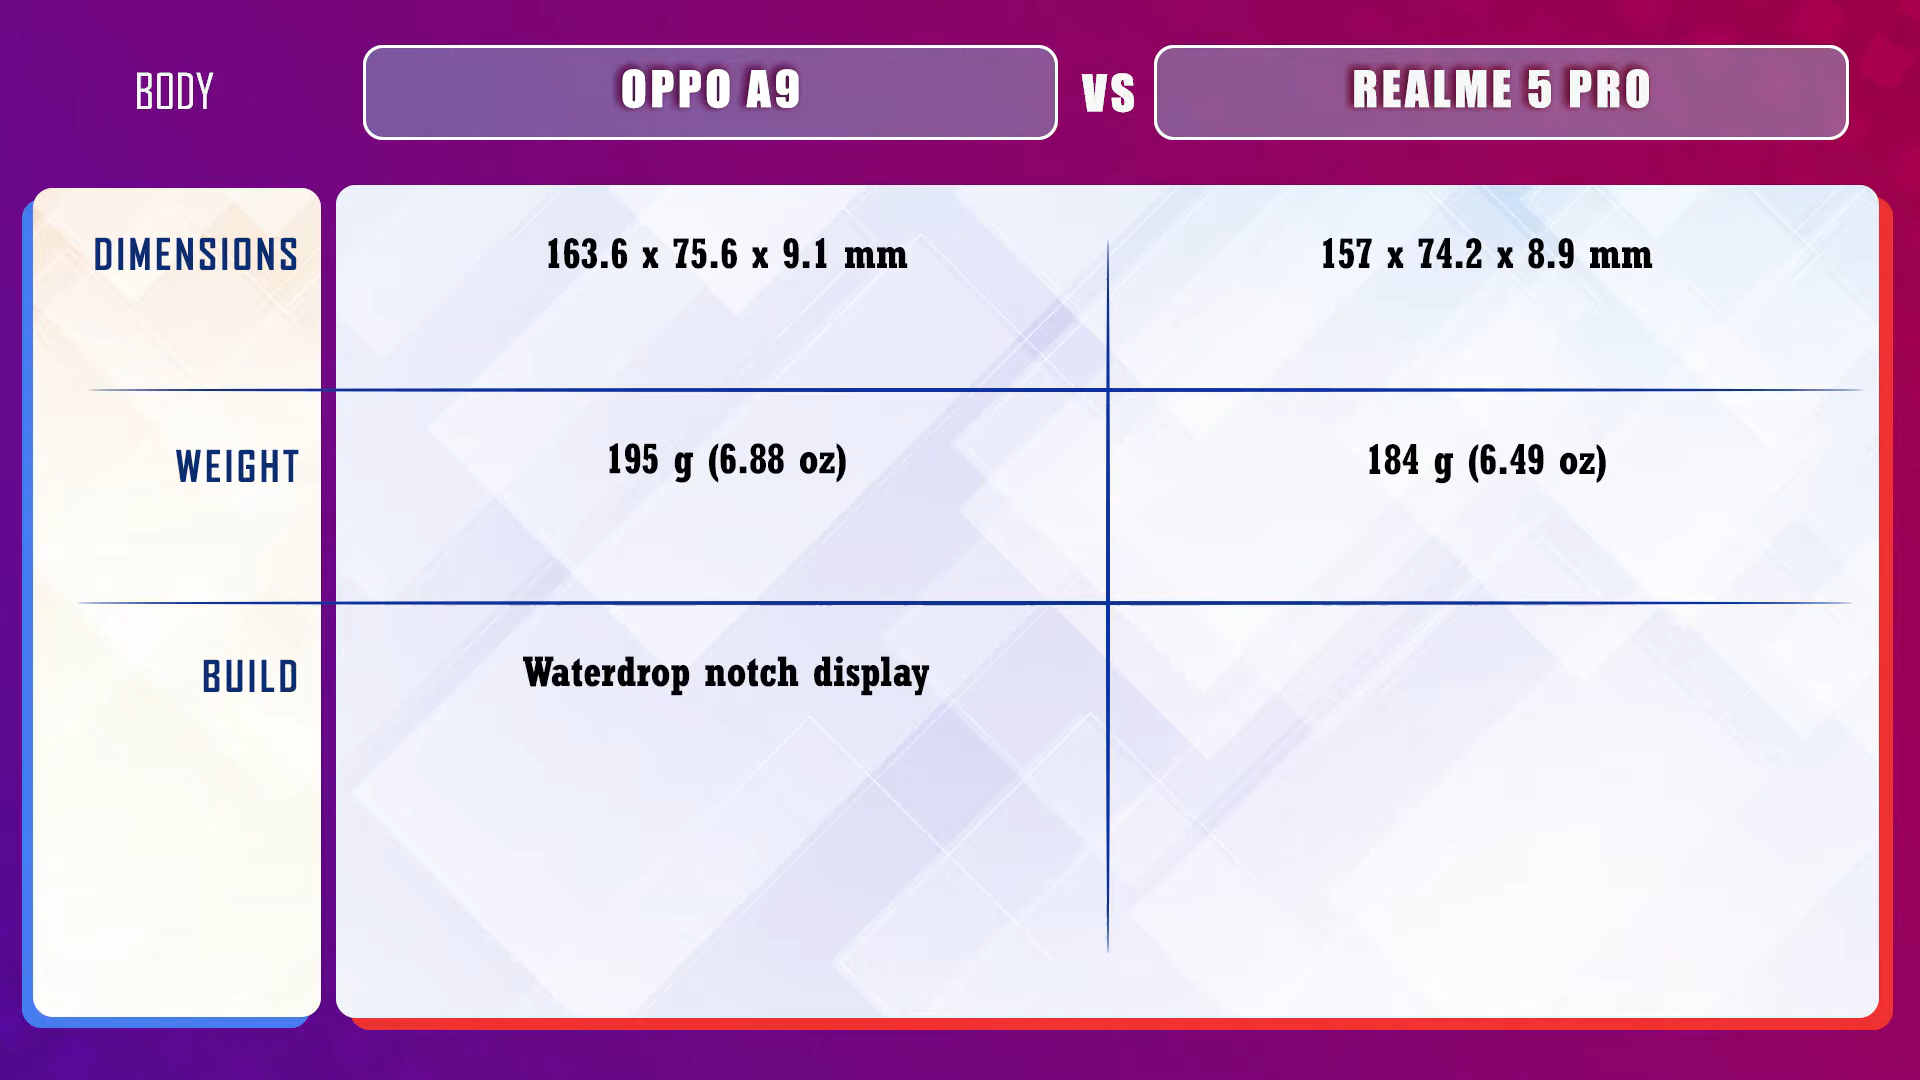 BODY
OPPO A9
VS
REALME 5 PRO
DIMENSIONS
163.6 x 75.6 x 9.1 mm
157 x 74.2 x 8.9 mm
WEIGHT
195 g (6.88 oz)
184 g (6.49 oz)
BUILD
Waterdrop notch display